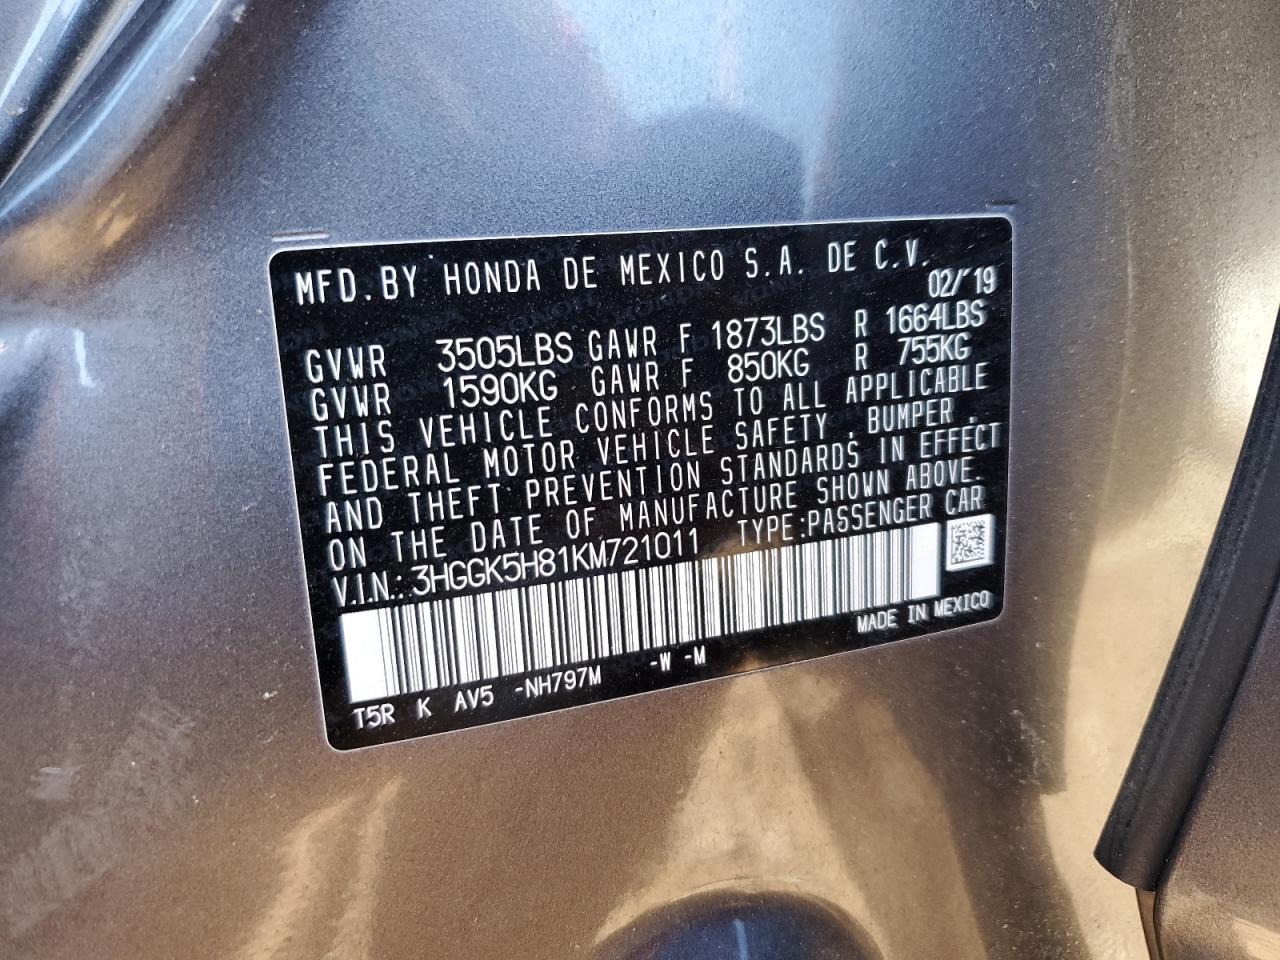 MFD.BY HONDA DE MEXICO S.A. DE C.V.
02/'19
GVWR 3505LBS GAWR F 1873LBS R 1664LBS
GVWR 1590KG GAWR F 850KG R 755KG
THIS VEHICLE CONFORMS TO ALL APPLICABLE
FEDERAL MOTOR VEHICLE SAFETY , BUMPER ,
AND THEFT PREVENTION STANDARDS IN EFFECT
ON THE DATE OF MANUFACTURE SHOWN ABOVE.
V.I.N.:3HGGK5H81KM721011 TYPE:PASSENGER CAR
MADE IN MEXICO
T5R K AV5 -NH797M -W -M